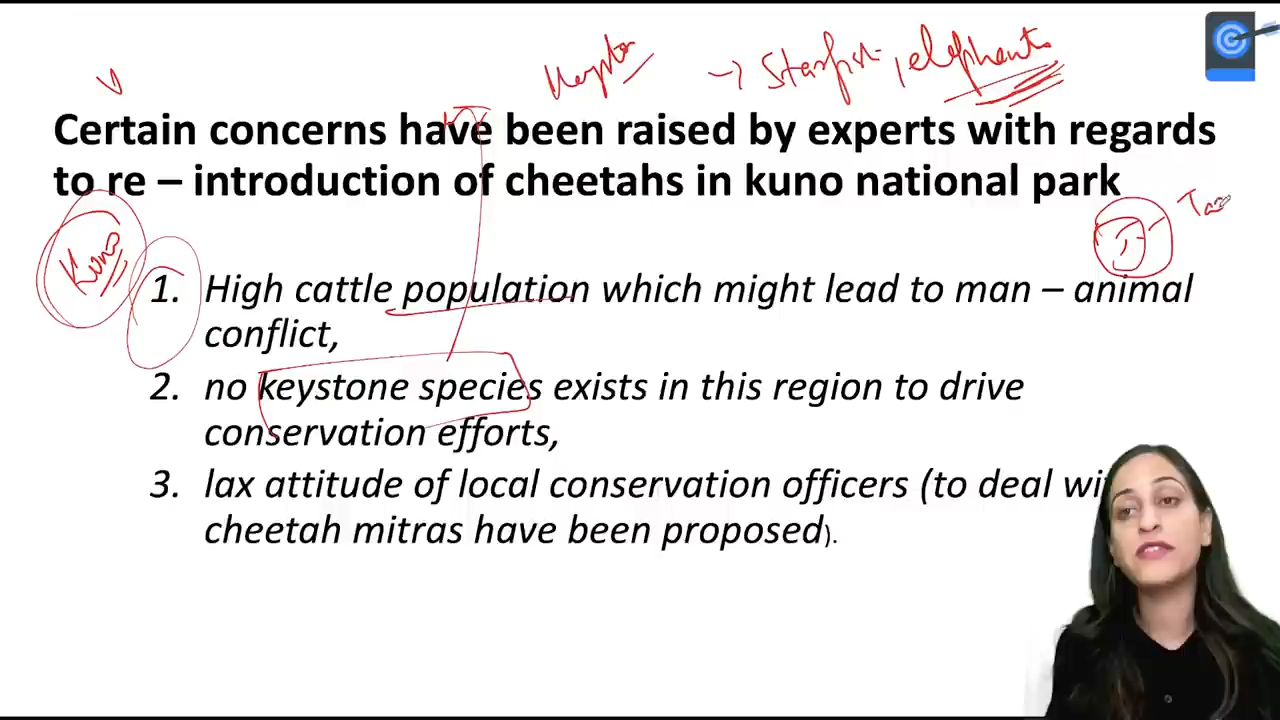 Keysto → Starfish, elephants
Certain concerns have been raised by experts with regards
to re – introduction of cheetahs in kuno national park
Kuno
1. High cattle population which might lead to man – animal
conflict,
2. no keystone species exists in this region to drive
conservation efforts,
3. lax attitude of local conservation officers (to deal wi
cheetah mitras have been proposed).